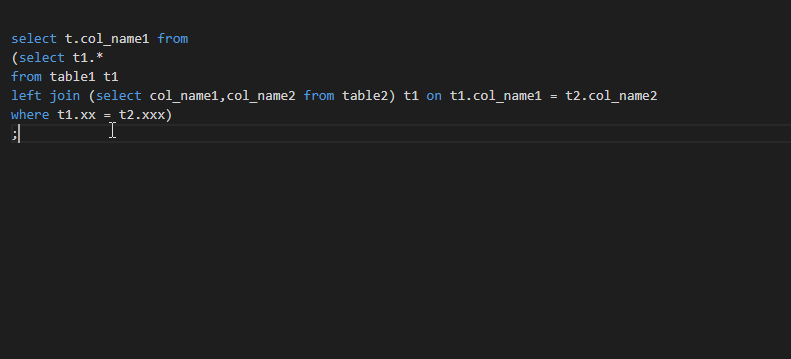 select t.col_name1 from
(select t1.*
from table1 t1
left join (select col_name1,col_name2 from table2) t1 on t1.col_name1 = t2.col_name2
where t1.xx = t2.xxx)
;